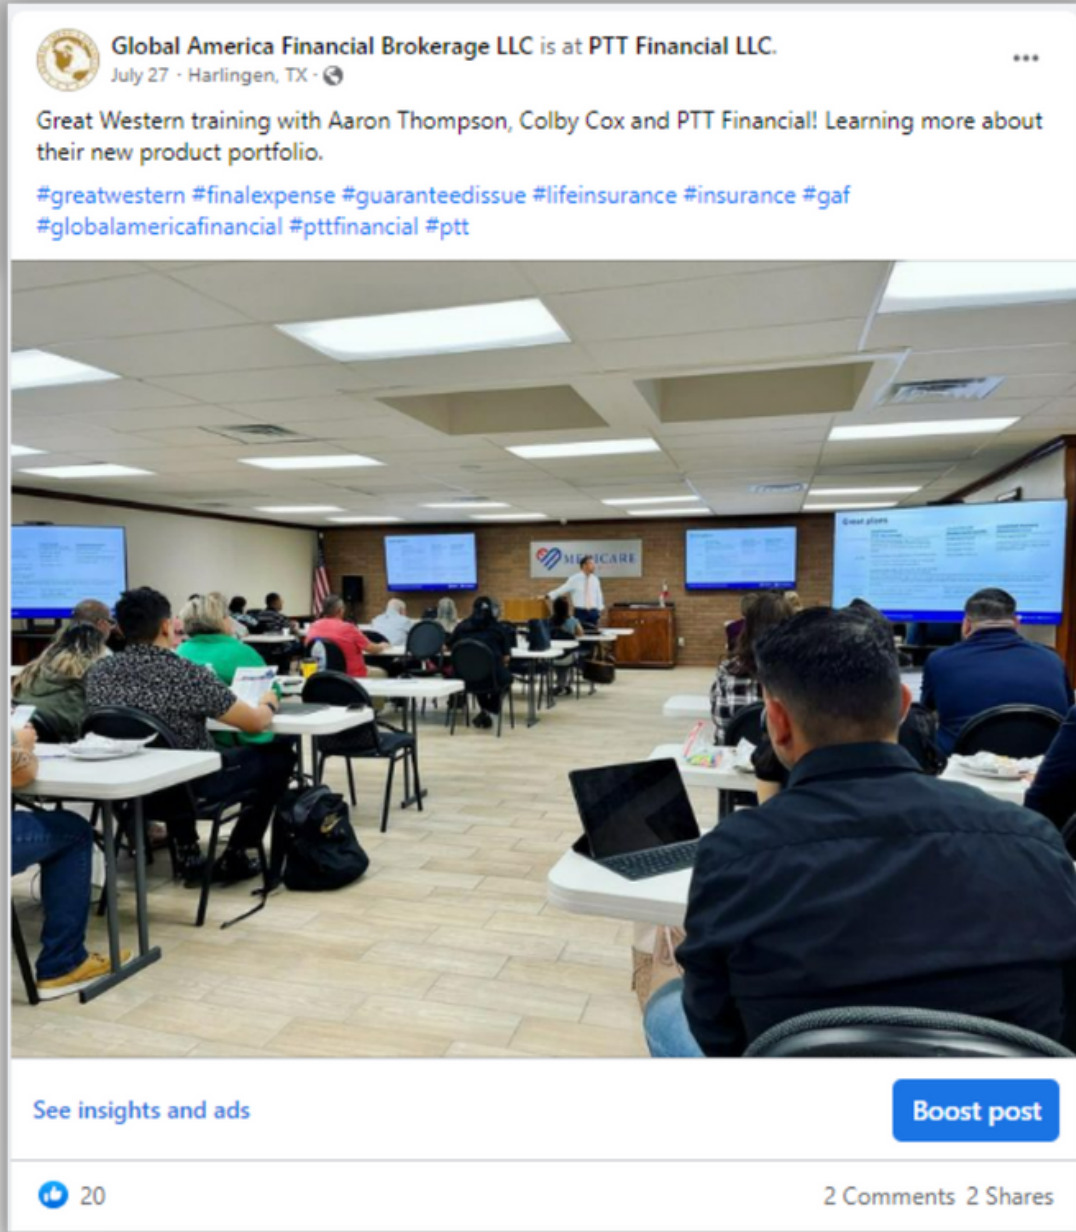 Global America Financial Brokerage LLC is at PTT Financial LLC.
July 27 · Harlingen, TX ·
Great Western training with Aaron Thompson, Colby Cox and PTT Financial! Learning more about
their new product portfolio.
#greatwestern #finalexpense #guaranteedissue #lifeinsurance #insurance #gaf
#globalamericafinancial #pttfinancial #ptt
Great plans
MEDICARE
See insights and ads
Boost post
20
2 Comments 2 Shares